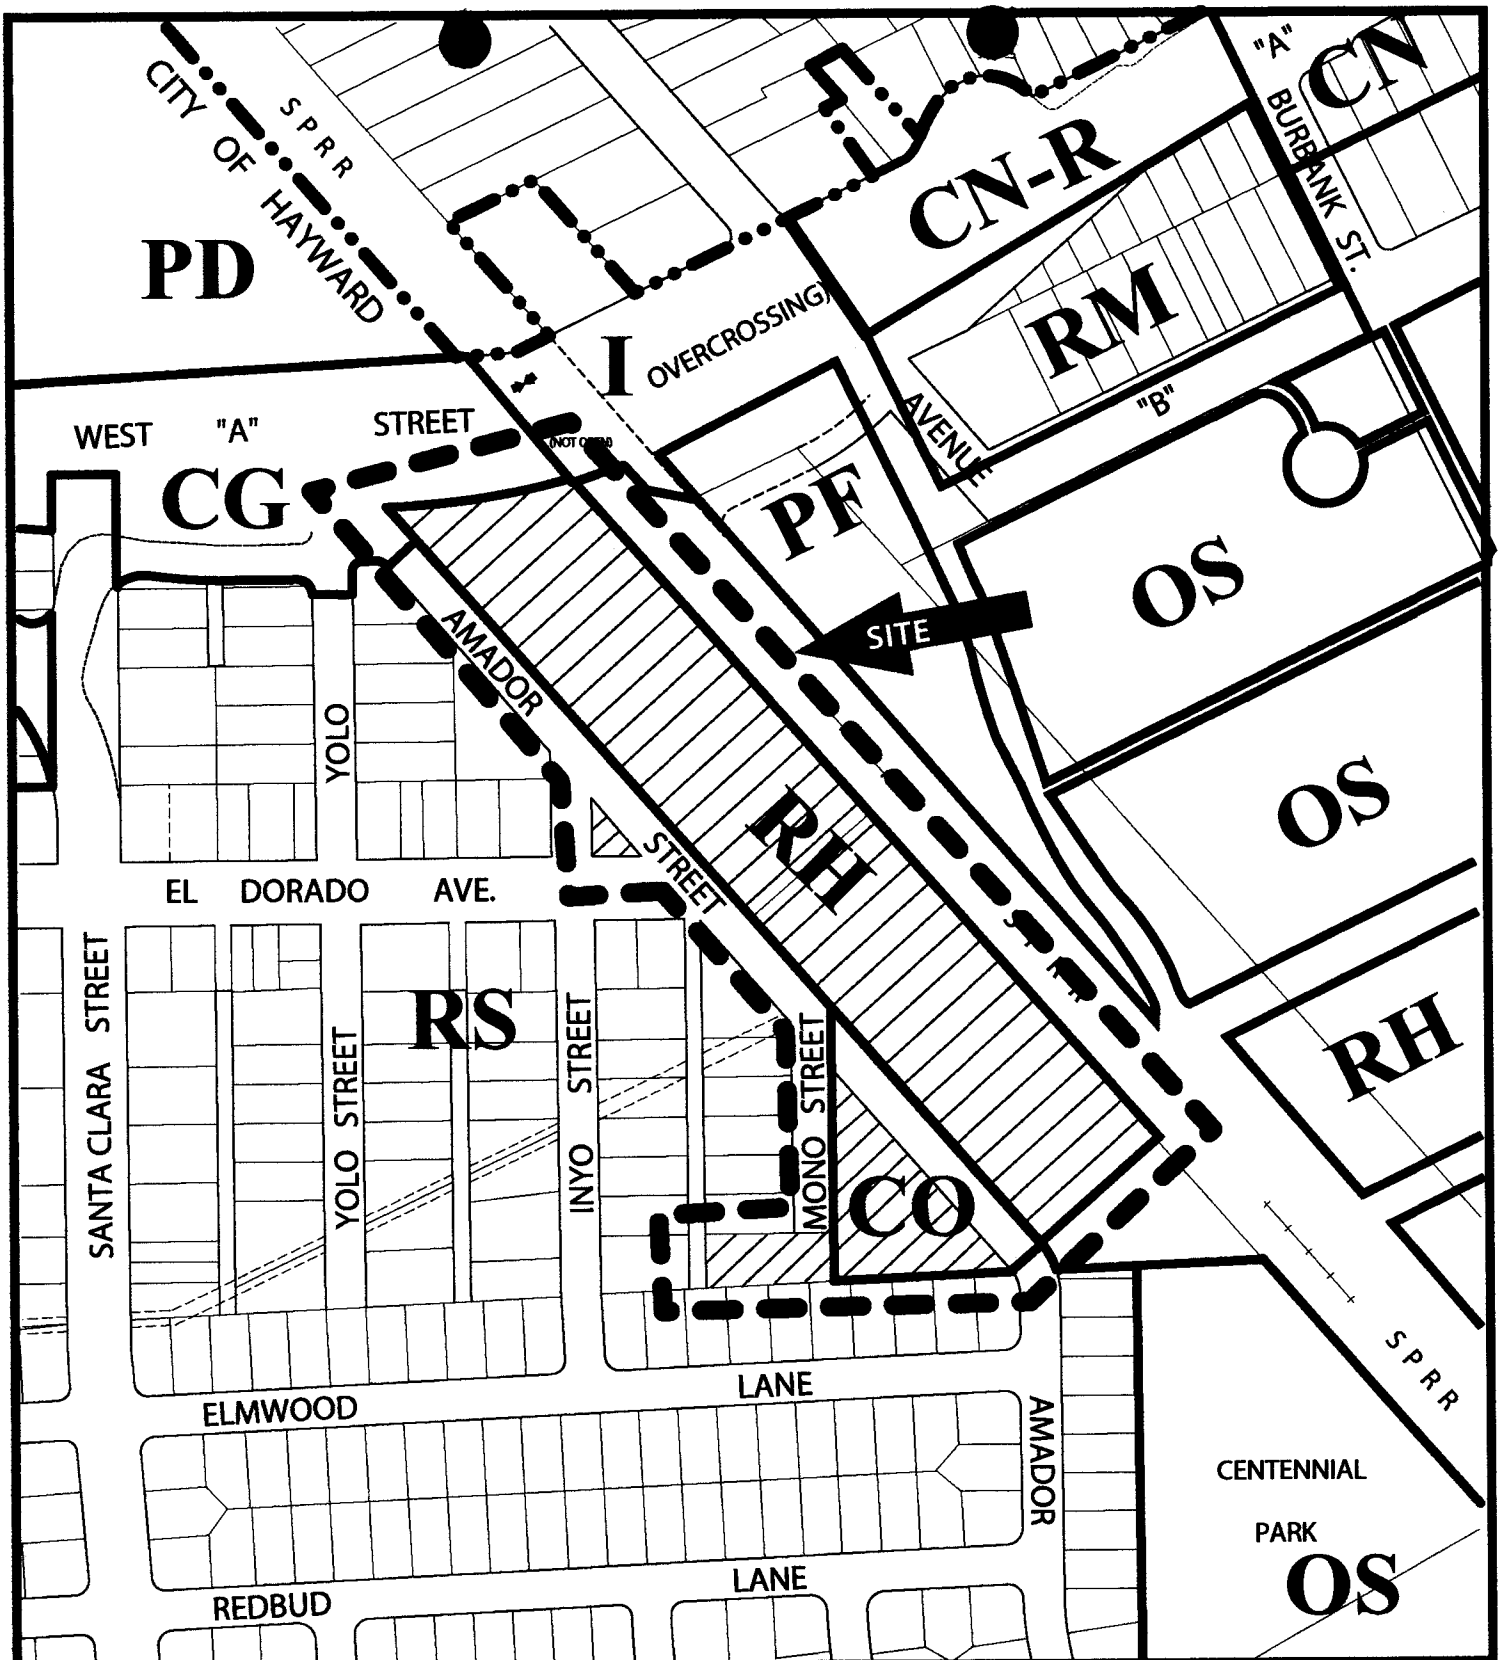 "A"
CN
CITY OF HAYWARD
SPRR
BURBANK ST.
CN-R
PD
RM
I
OVERCROSSING)
WEST "A" STREET
"B"
AVENUE
CG
PF
OS
SITE
AMADOR STREET
YOLO
RH
OS
EL DORADO AVE.
RS
SANTA CLARA STREET
YOLO STREET
INYO STREET
MONO STREET
RH
CO
SPRR
LANE
ELMWOOD
AMADOR
CENTENNIAL
PARK
OS
LANE
REDBUD